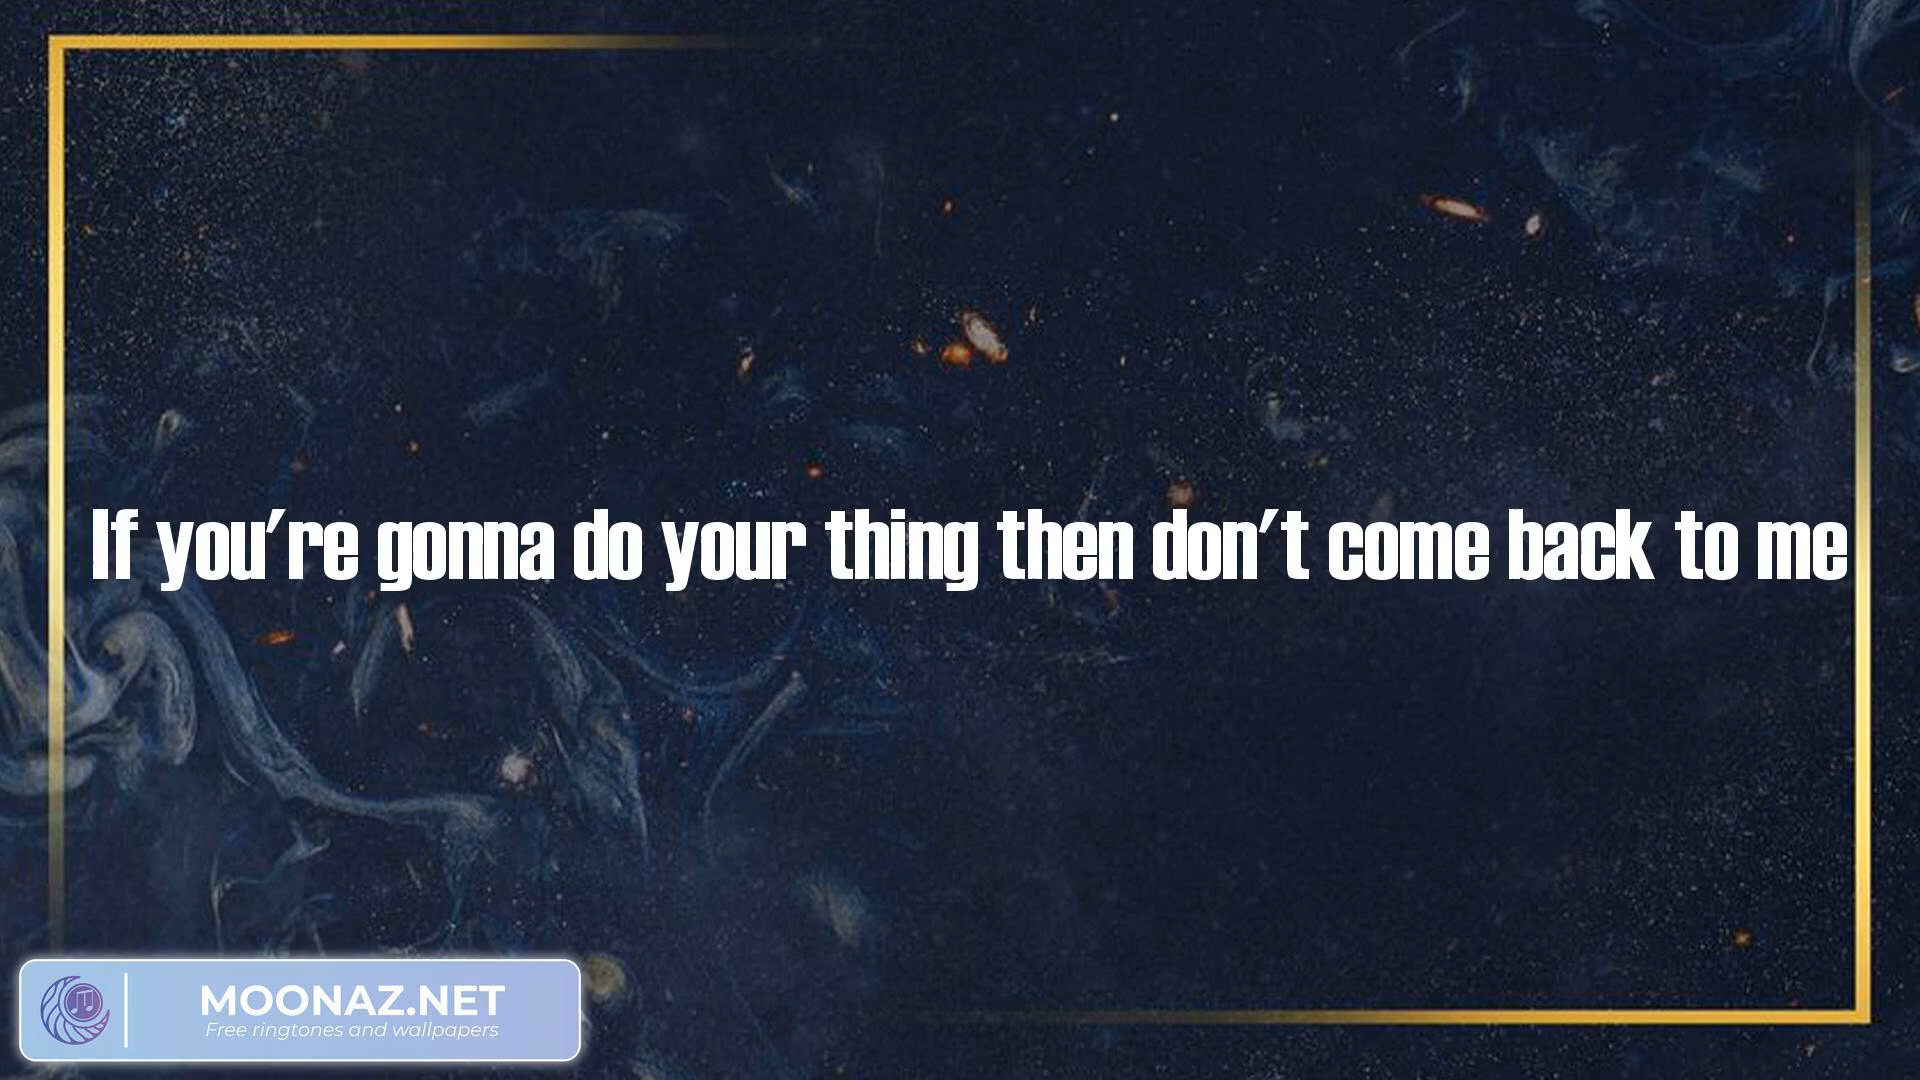 If you're gonna do your thing then don't come back to me
MOONAZ.NET
Free ringtones and wallpapers